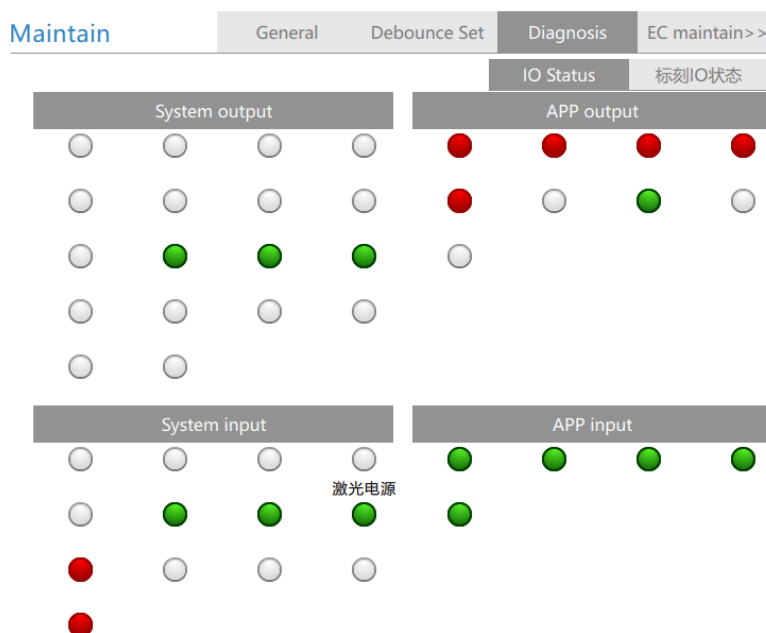 Maintain
General
Debounce Set
Diagnosis
EC maintain>>
IO Status
标刻IO状态
System output
APP output
System input
APP input
激光电源